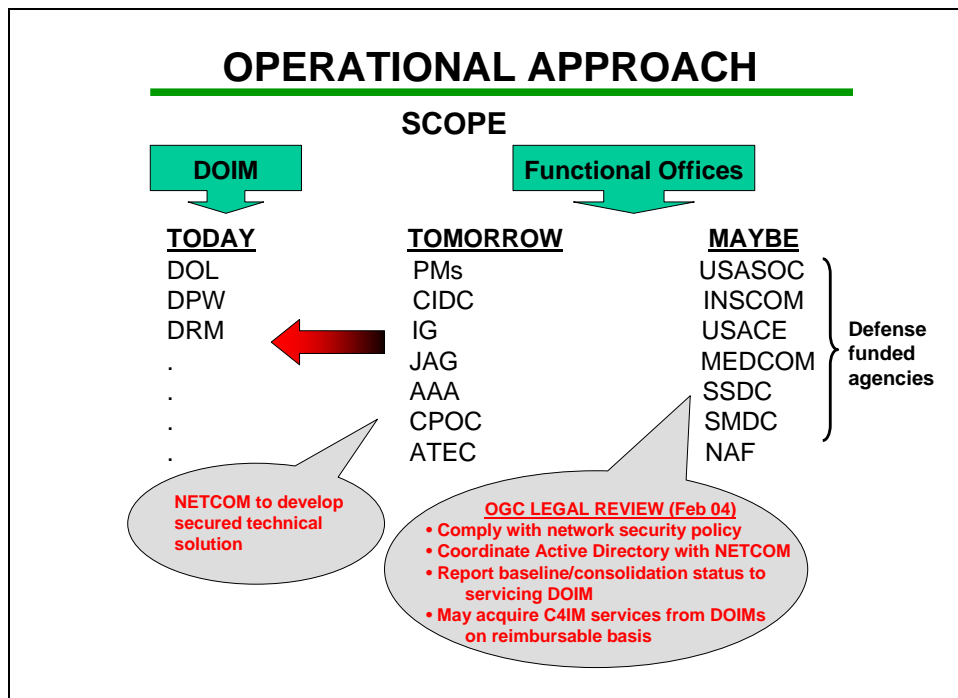 OPERATIONAL APPROACH
SCOPE
DOIM
Functional Offices
TODAY
DOL
DPW
DRM
.
.
.
.
TOMORROW
PMs
CIDC
IG
JAG
AAA
CPOC
ATEC
MAYBE
USASOC
INSCOM
USACE
MEDCOM
SSDC
SMDC
NAF
Defense
funded
agencies
NETCOM to develop
secured technical
solution
OGC LEGAL REVIEW (Feb 04)
• Comply with network security policy
• Coordinate Active Directory with NETCOM
• Report baseline/consolidation status to
servicing DOIM
• May acquire C4IM services from DOIMs
on reimbursable basis